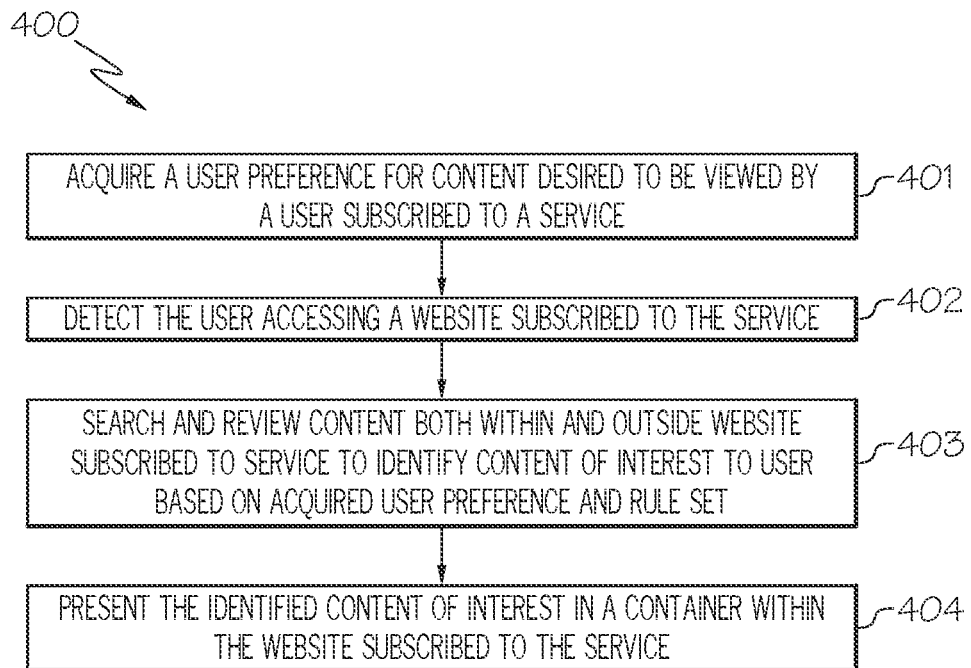 400
ACQUIRE A USER PREFERENCE FOR CONTENT DESIRED TO BE VIEWED BY
A USER SUBSCRIBED TO A SERVICE
401
DETECT THE USER ACCESSING A WEBSITE SUBSCRIBED TO THE SERVICE
402
SEARCH AND REVIEW CONTENT BOTH WITHIN AND OUTSIDE WEBSITE
SUBSCRIBED TO SERVICE TO IDENTIFY CONTENT OF INTEREST TO USER
BASED ON ACQUIRED USER PREFERENCE AND RULE SET
403
PRESENT THE IDENTIFIED CONTENT OF INTEREST IN A CONTAINER WITHIN
THE WEBSITE SUBSCRIBED TO THE SERVICE
404